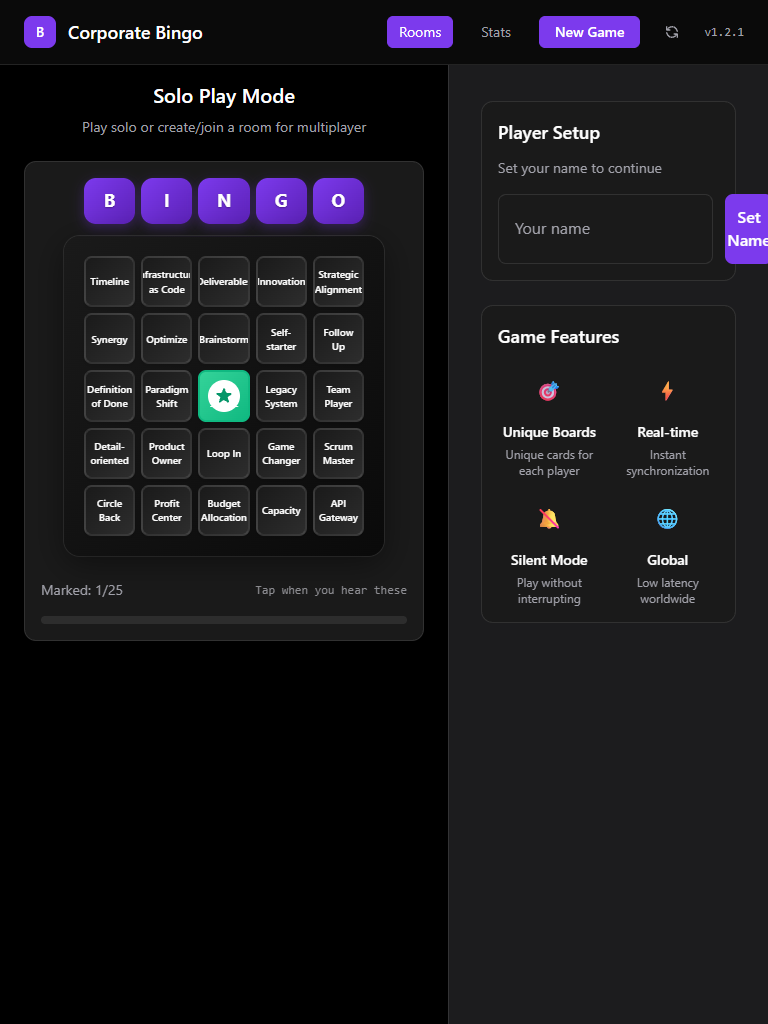 B Corporate Bingo Rooms Stats New Game v1.2.1
Solo Play Mode
Play solo or create/join a room for multiplayer
B I N G O
Timeline
nfrastructur
as Code
Deliverable
Innovation
Strategic
Alignment
Synergy
Optimize
Brainstorm
Self-
starter
Follow
Up
Definition
of Done
Paradigm
Shift
Legacy
System
Team
Player
Detail-
oriented
Product
Owner
Loop In
Game
Changer
Scrum
Master
Circle
Back
Profit
Center
Budget
Allocation
Capacity
API
Gateway
Marked: 1/25
Tap when you hear these
Player Setup
Set your name to continue
Your name
Set
Name
Game Features
Unique Boards
Unique cards for
each player
Real-time
Instant
synchronization
Silent Mode
Play without
interrupting
Global
Low latency
worldwide